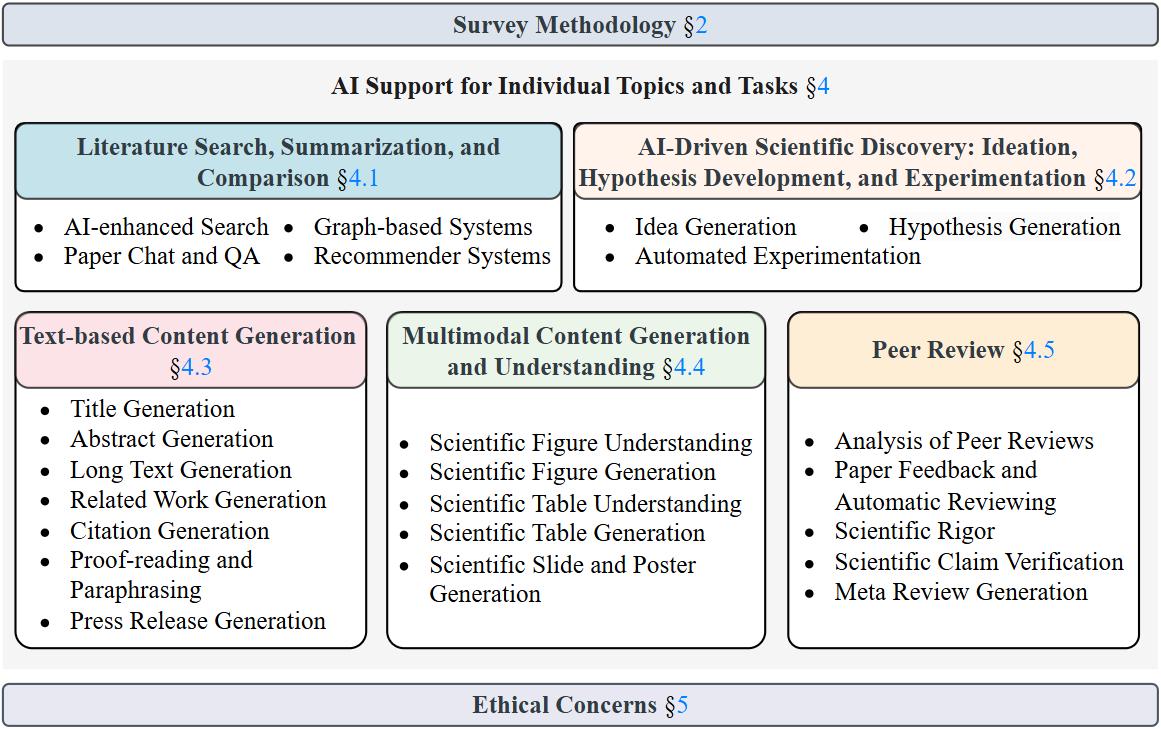 Survey Methodology §2
AI Support for Individual Topics and Tasks §4
Literature Search, Summarization, and
Comparison §4.1
• AI-enhanced Search • Graph-based Systems
• Paper Chat and QA • Recommender Systems
AI-Driven Scientific Discovery: Ideation,
Hypothesis Development, and Experimentation §4.2
• Idea Generation • Hypothesis Generation
• Automated Experimentation
Text-based Content Generation
§4.3
• Title Generation
• Abstract Generation
• Long Text Generation
• Related Work Generation
• Citation Generation
• Proof-reading and
Paraphrasing
• Press Release Generation
Multimodal Content Generation
and Understanding §4.4
• Scientific Figure Understanding
• Scientific Figure Generation
• Scientific Table Understanding
• Scientific Table Generation
• Scientific Slide and Poster
Generation
Peer Review §4.5
• Analysis of Peer Reviews
• Paper Feedback and
Automatic Reviewing
• Scientific Rigor
• Scientific Claim Verification
• Meta Review Generation
Ethical Concerns §5